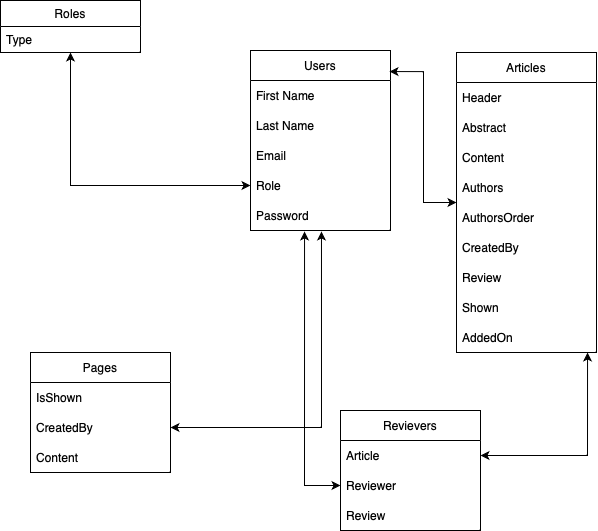 Roles
Type
Users
First Name
Last Name
Email
Role
Password
Articles
Header
Abstract
Content
Authors
AuthorsOrder
CreatedBy
Review
Shown
AddedOn
Pages
IsShown
CreatedBy
Content
Revievers
Article
Reviewer
Review